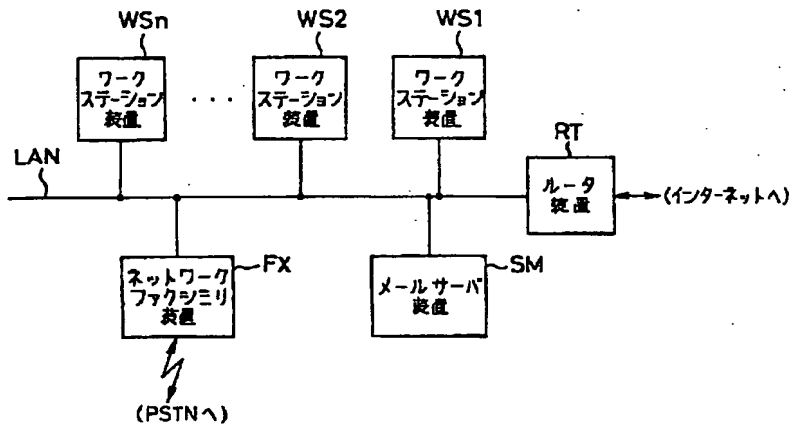 WSn
WS2
WS1
ワーク
ステーション
装置
・・・
ワーク
ステーション
装置
ワーク
ステーション
装置
LAN
RT
ルータ
装置
(インターネットへ)
ネットワーク
ファクシミリ
装置
FX
メールサーバ
装置
SM
(PSTNへ)